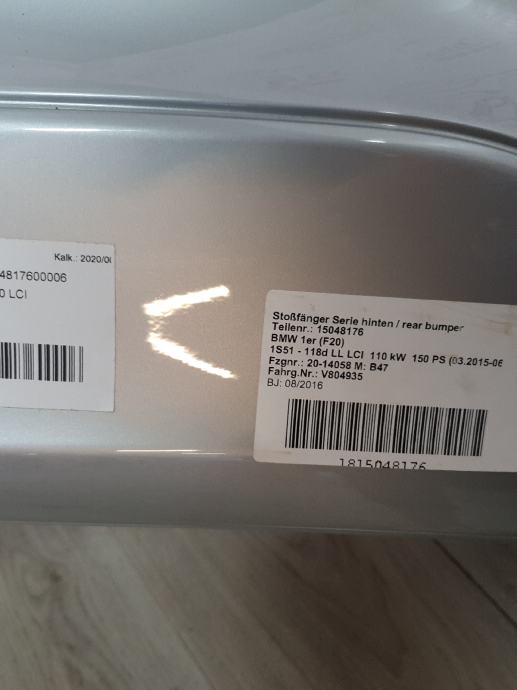 Kalk.: 2020/0
4817600006
0 LCI
Stoßfänger Serie hinten / rear bumper
Teilenr.: 15048176
BMW 1er (F20)
1S51 - 118d LL LCI 110 kW 150 PS (03.2015-06
Fzgnr.: 20-14058 M: B47
Fahrg.Nr.: V804935
BJ: 08/2016
1815048176